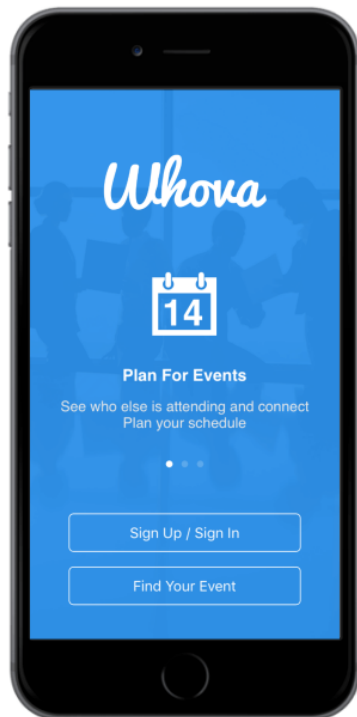 Whova
14
Plan For Events
See who else is attending and connect
Plan your schedule
Sign Up / Sign In
Find Your Event